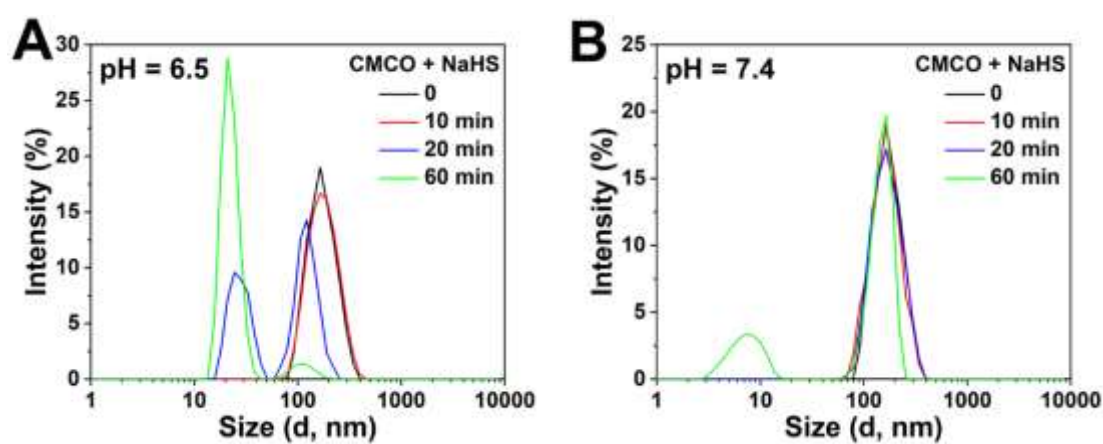 A
pH = 6.5
CMCO + NaHS
0
10 min
20 min
60 min
30
25
20
15
10
5
0
1
10
100
1000
10000
Intensity (%)
Size (d, nm)
B
pH = 7.4
CMCO + NaHS
0
10 min
20 min
60 min
25
20
15
10
5
0
1
10
100
1000
10000
Intensity (%)
Size (d, nm)